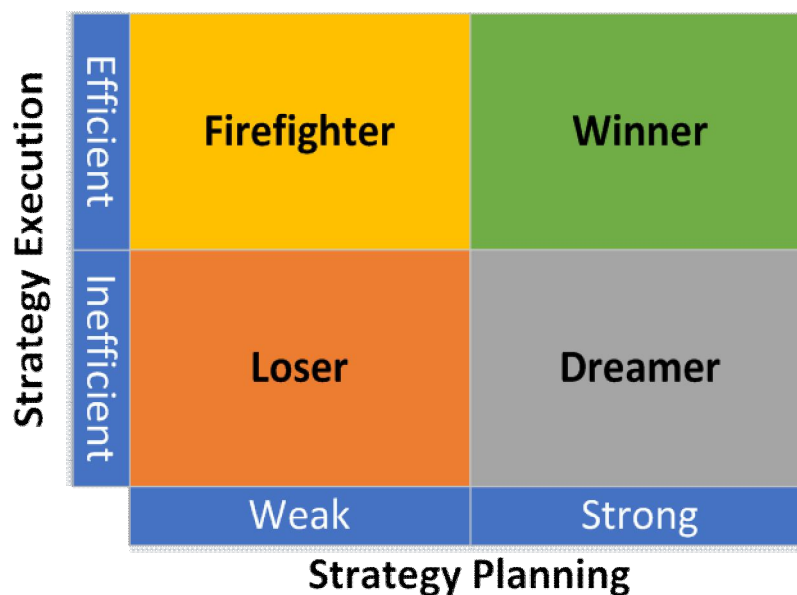 Strategy Execution
Efficient
Firefighter
Winner
Inefficient
Loser
Dreamer
Weak
Strong
Strategy Planning